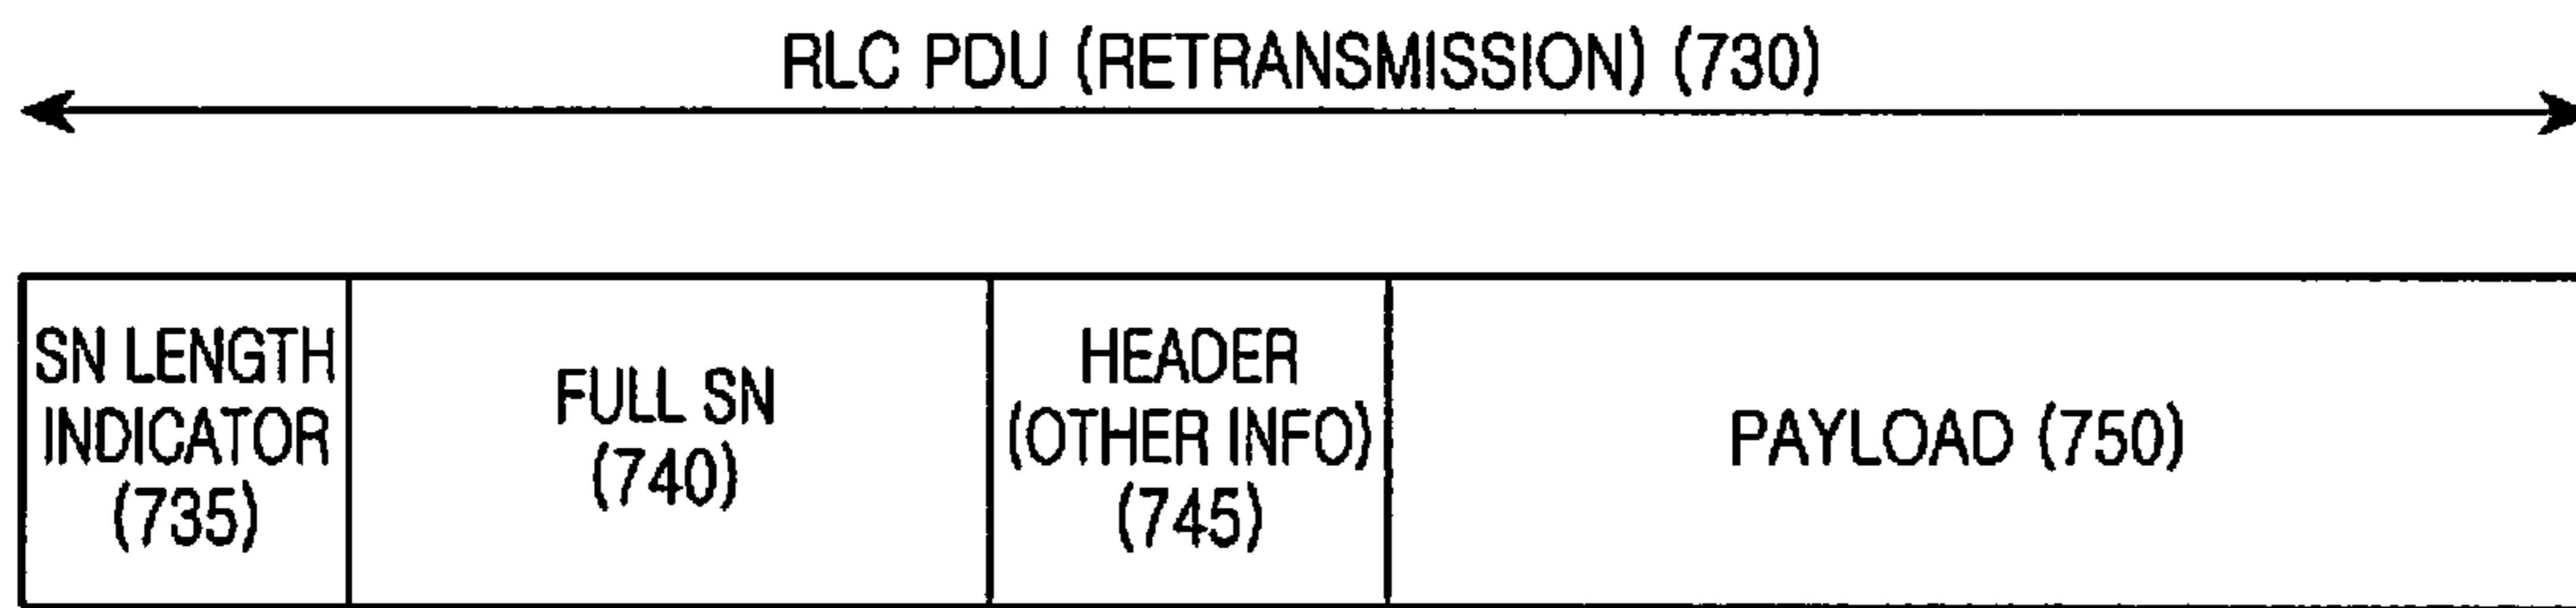 RLC PDU (RETRANSMISSION) (730)
SN LENGTH
INDICATOR
(735)
FULL SN
(740)
HEADER
(OTHER INFO)
(745)
PAYLOAD (750)